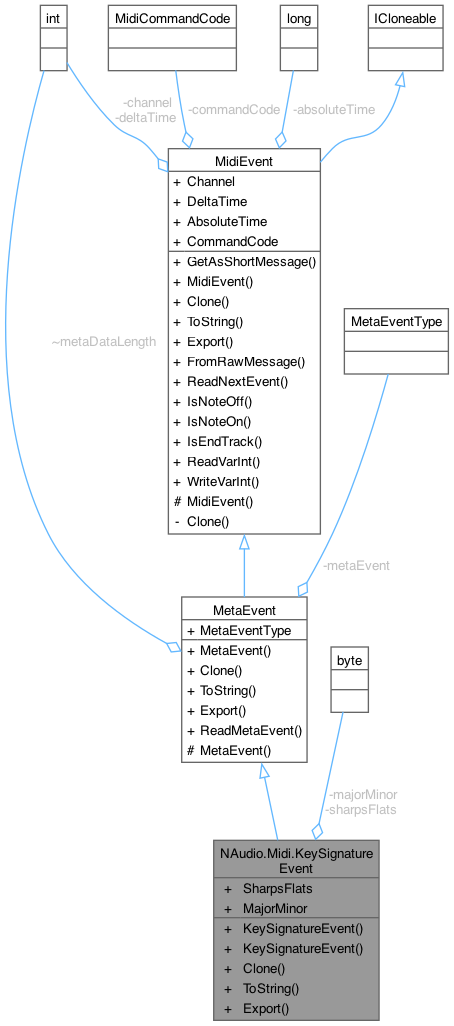 int
MidiCommandCode
long
ICloneable
-channel
-deltaTime
-commandCode
-absoluteTime
MidiEvent
+ Channel
+ DeltaTime
+ AbsoluteTime
+ CommandCode
+ GetAsShortMessage()
+ MidiEvent()
+ Clone()
+ ToString()
+ Export()
+ FromRawMessage()
+ ReadNextEvent()
+ IsNoteOff()
+ IsNoteOn()
+ IsEndTrack()
+ ReadVarInt()
+ WriteVarInt()
# MidiEvent()
- Clone()
~metaDataLength
MetaEventType
-metaEvent
MetaEvent
+ MetaEventType
+ MetaEvent()
+ Clone()
+ ToString()
+ Export()
+ ReadMetaEvent()
# MetaEvent()
byte
-majorMinor
-sharpsFlats
NAudio.Midi.KeySignature
Event
+ SharpsFlats
+ MajorMinor
+ KeySignatureEvent()
+ KeySignatureEvent()
+ Clone()
+ ToString()
+ Export()